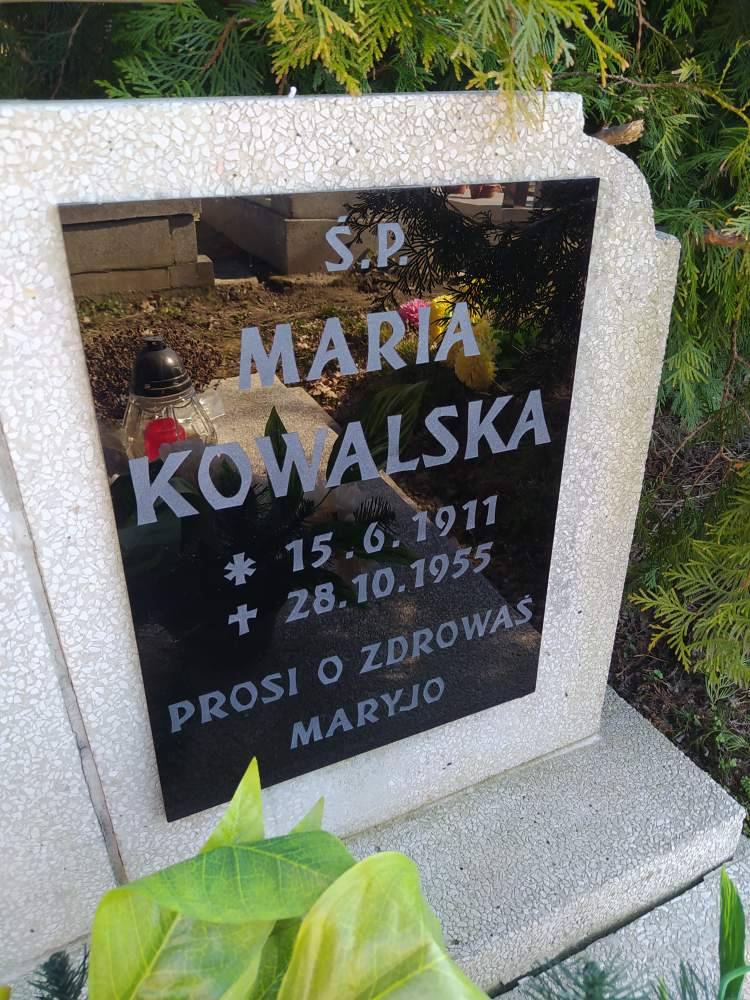 Ś.P.
MARIA
KOWALSKA
* 15.6.1911
✝ 28.10.1955
PROSI O ZDROWAŚ
MARYJO